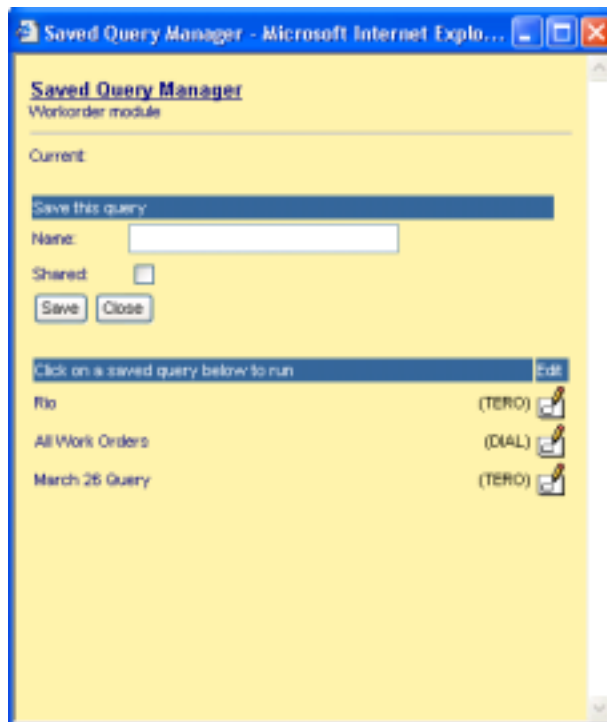 Saved Query Manager - Microsoft Internet Explo...
Saved Query Manager
Workorder module
Current:
Save this query
Name:
Shared:
Save Close
Click on a saved query below to run Edit
Rio (TERO)
All Work Orders (DIAL)
March 26 Query (TERO)